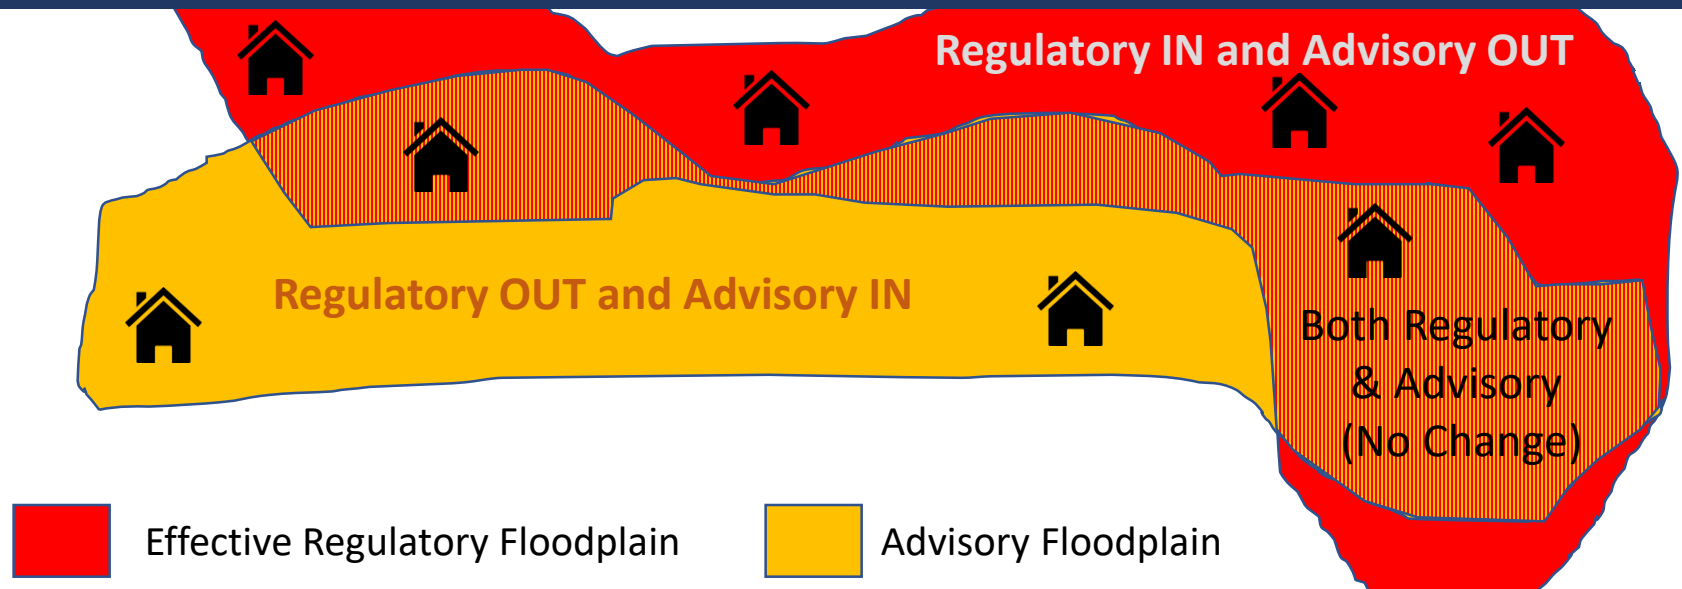 Regulatory IN and Advisory OUT
Regulatory OUT and Advisory IN
Both Regulatory
& Advisory
(No Change)
Effective Regulatory Floodplain
Advisory Floodplain